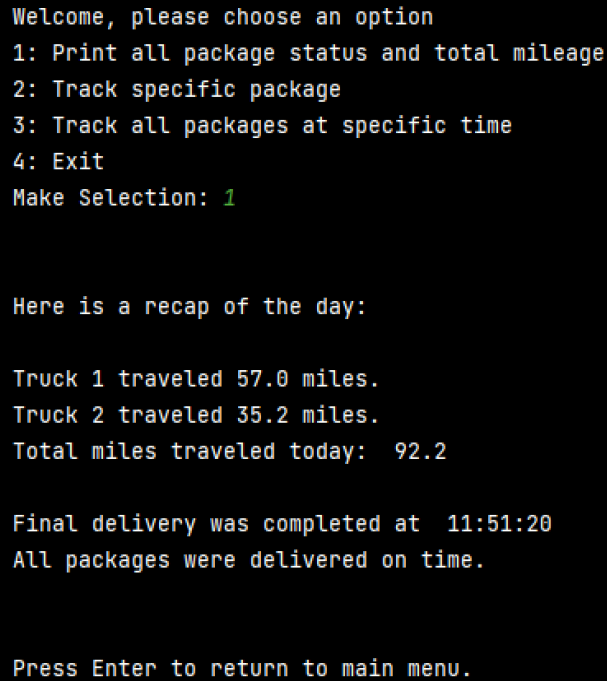 Welcome, please choose an option
1: Print all package status and total mileage
2: Track specific package
3: Track all packages at specific time
4: Exit
Make Selection: 1
Here is a recap of the day:
Truck 1 traveled 57.0 miles.
Truck 2 traveled 35.2 miles.
Total miles traveled today:  92.2
Final delivery was completed at  11:51:20
All packages were delivered on time.
Press Enter to return to main menu.